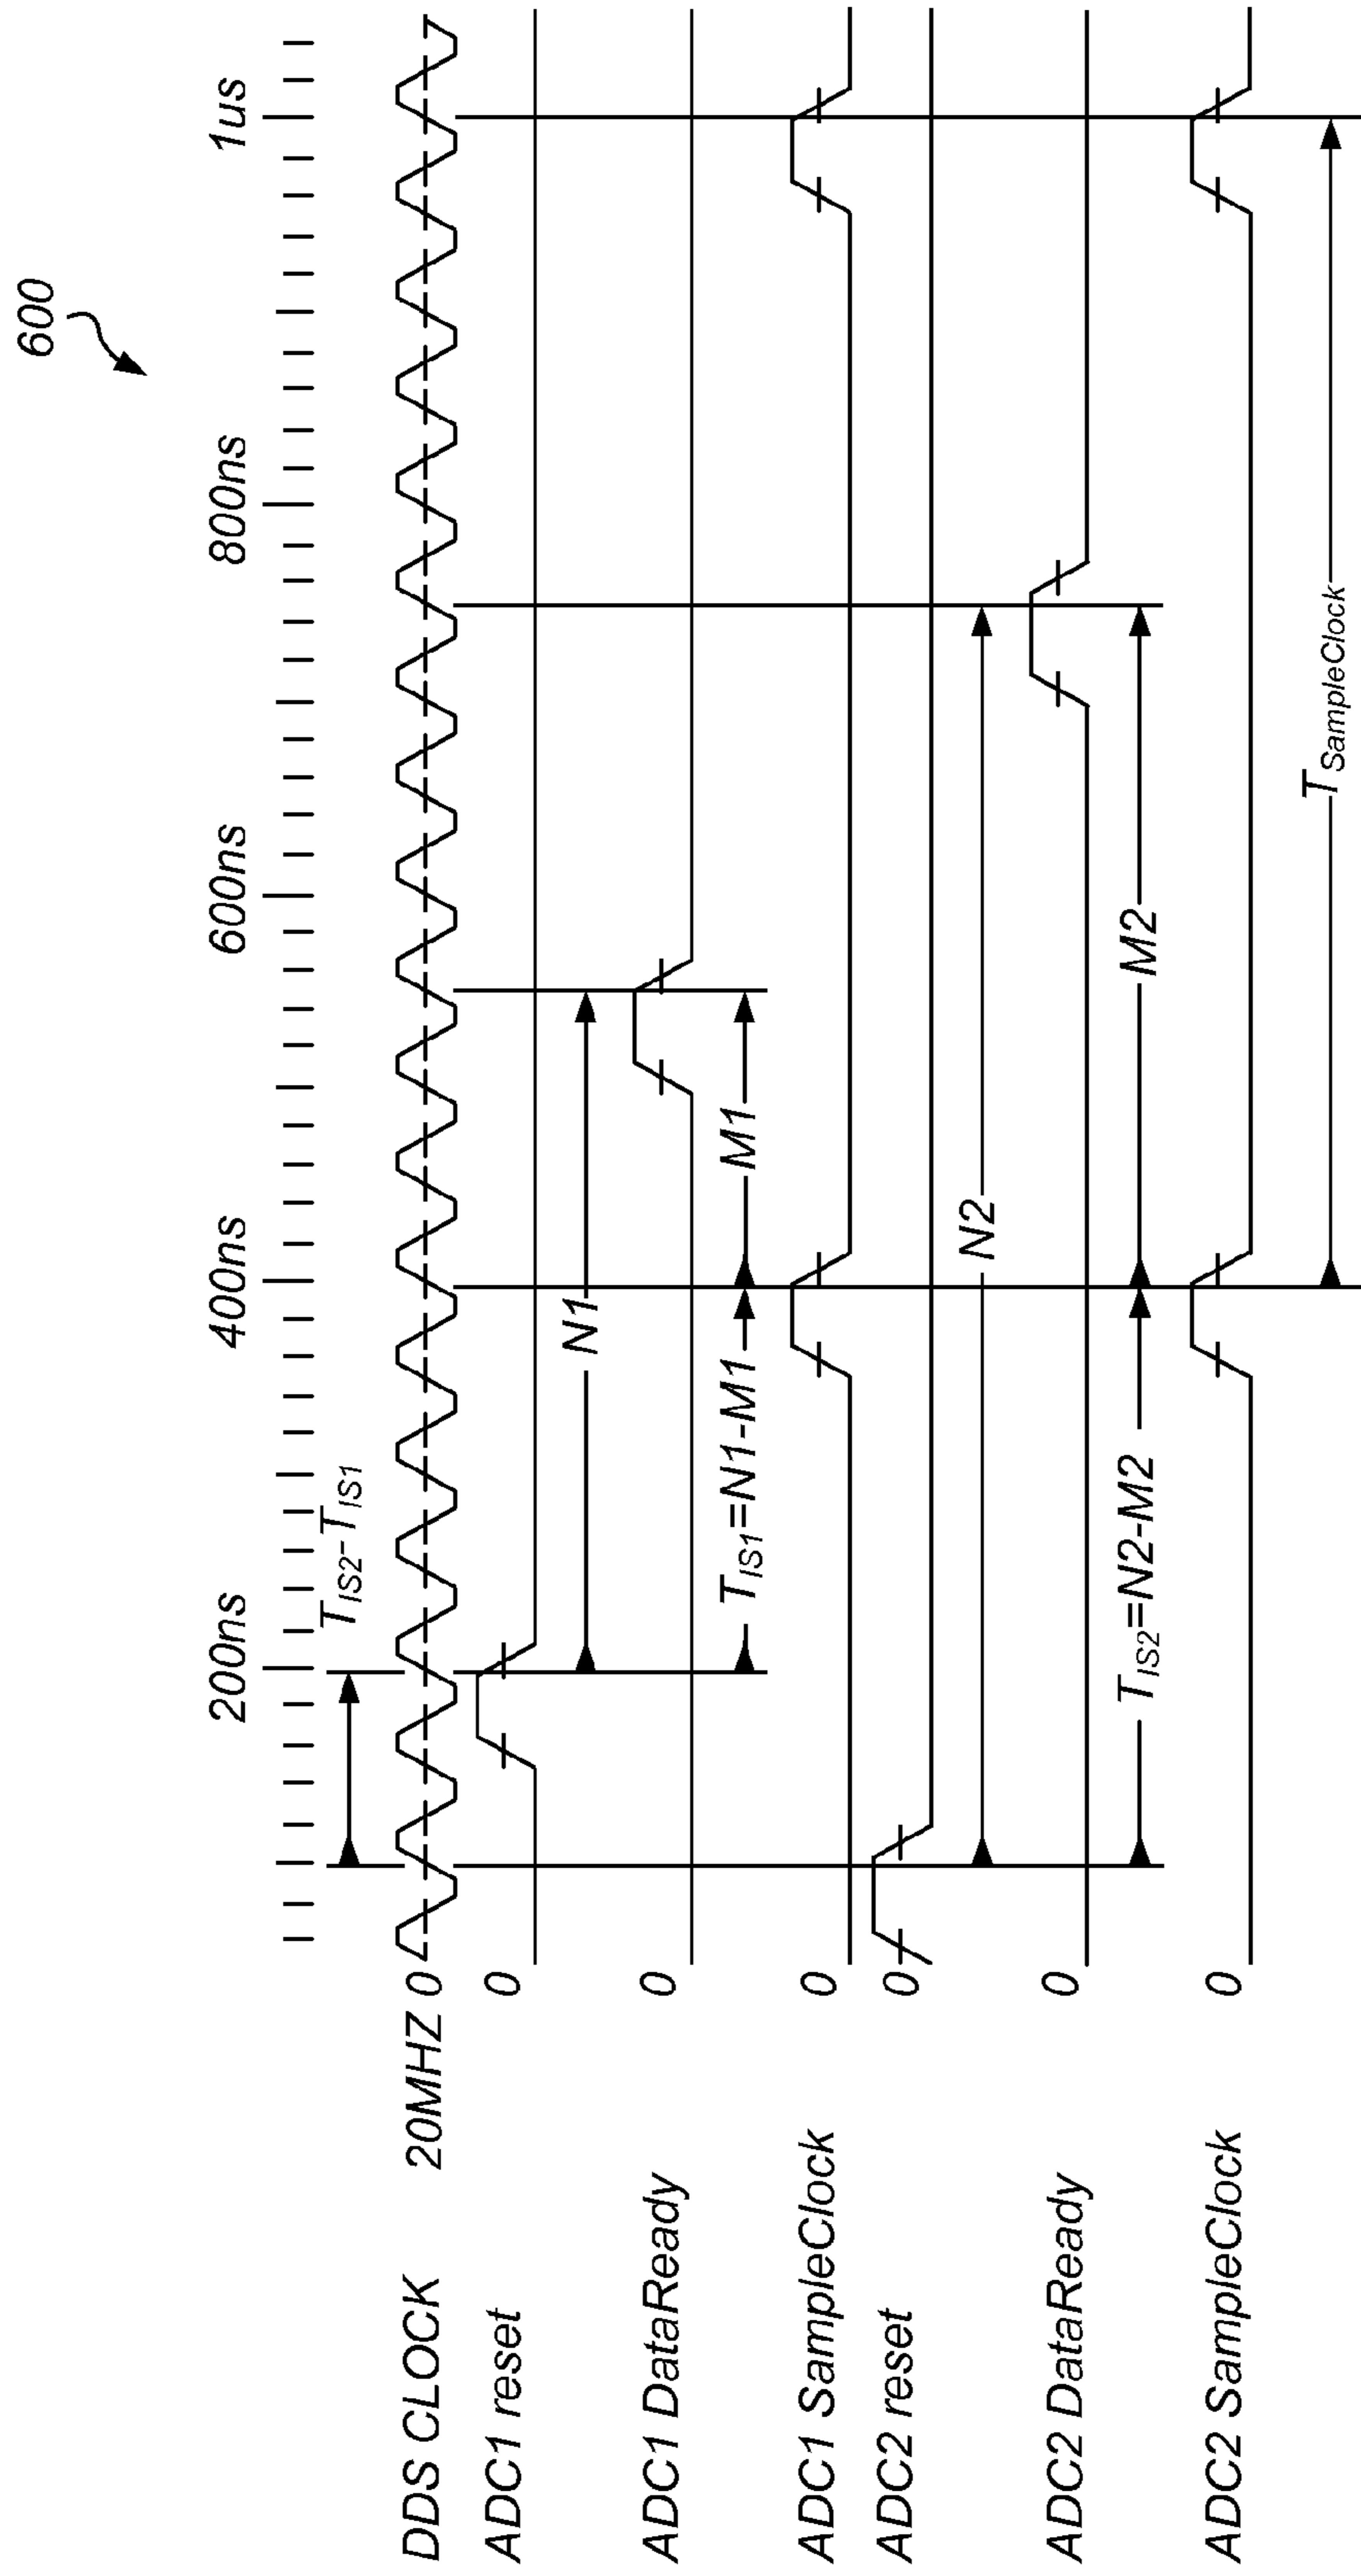 600
200ns 400ns 600ns 800ns 1us
T_IS2-T_IS1
DDS CLOCK 20MHZ 0
ADC1 reset 0
N1
ADC1 DataReady 0
T_IS1=N1-M1 M1
ADC1 SampleClock 0
ADC2 reset 0
N2
ADC2 DataReady 0
T_IS2=N2-M2 M2
ADC2 SampleClock 0
T_SampleClock